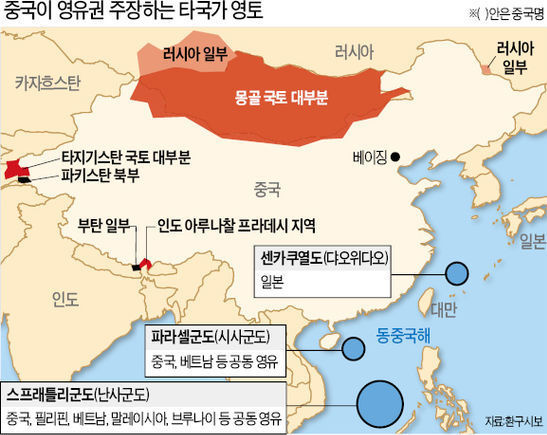 중국이 영유권 주장하는 타국가 영토
※( )안은 중국명
러시아 일부
러시아
러시아
일부
카자흐스탄
몽골 국토 대부분
베이징
타지기스탄 국토 대부분
파키스탄 북부
중국
부탄 일부
인도 아루나찰 프라데시 지역
일본
센카쿠열도(댜오위다오)
일본
인도
대만
동중국해
파라셀군도(시사군도)
중국, 베트남 등 공동 영유
스프래틀리군도(난사군도)
중국, 필리핀, 베트남, 말레이시아, 브루나이 등 공동 영유
자료:환구시보